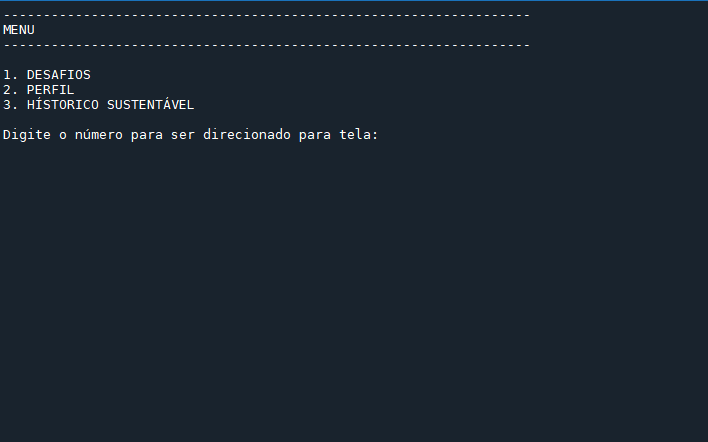 ------------------------------------------------------------------
MENU
------------------------------------------------------------------
1. DESAFIOS
2. PERFIL
3. HÍSTORICO SUSTENTÁVEL
Digite o número para ser direcionado para tela: